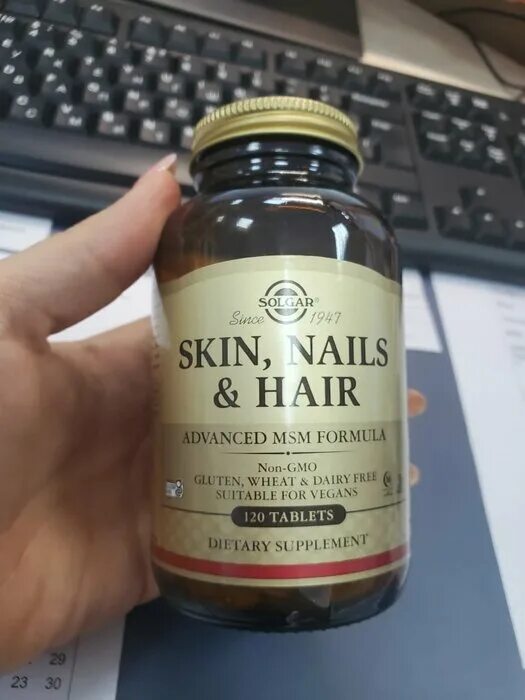 SOLGAR®
Since 1947
SKIN, NAILS
& HAIR
ADVANCED MSM FORMULA
Non-GMO
GLUTEN, WHEAT & DAIRY FREE
SUITABLE FOR VEGANS
120 TABLETS
DIETARY SUPPLEMENT
29
23 30